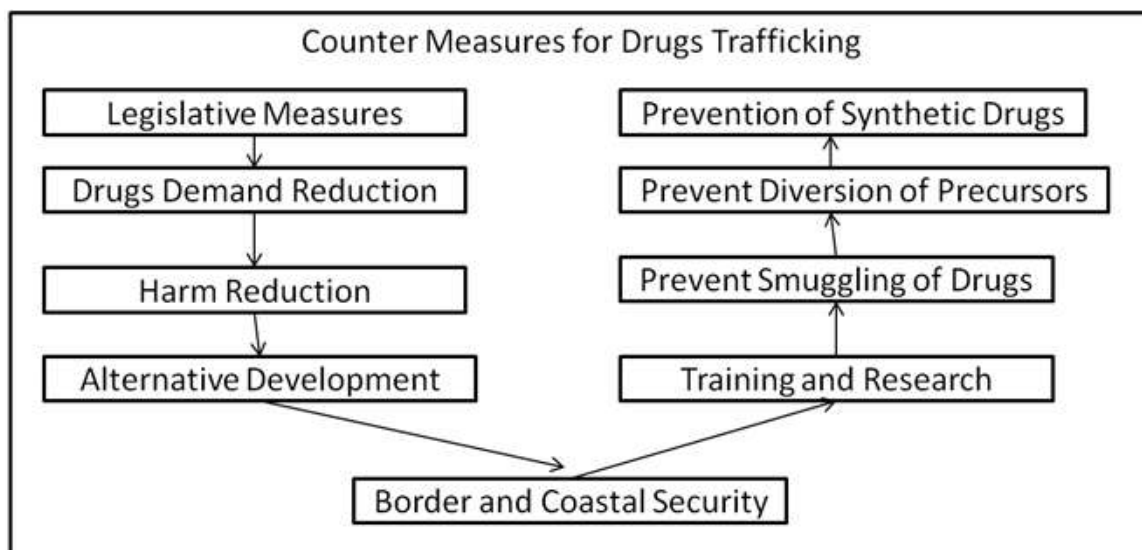 Counter Measures for Drugs Trafficking
Legislative Measures
Drugs Demand Reduction
Harm Reduction
Alternative Development
Border and Coastal Security
Training and Research
Prevent Smuggling of Drugs
Prevent Diversion of Precursors
Prevention of Synthetic Drugs